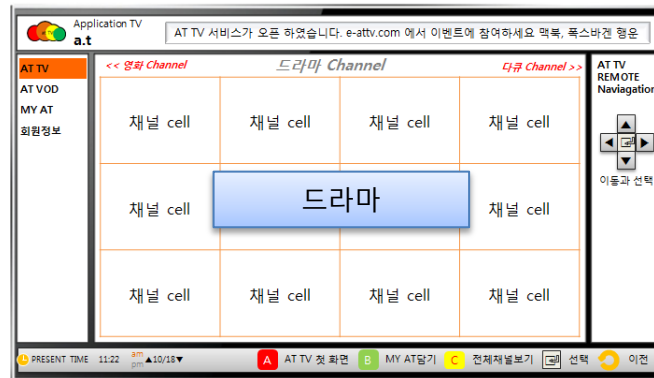 Application TV
a.t
AT TV 서비스가 오픈 하였습니다. e-attv.com 에서 이벤트에 참여하세요 맥북, 폭스바겐 행운
AT TV
AT VOD
MY AT
회원정보
<< 영화 Channel
드라마 Channel
다큐 Channel >>
채널 cell
채널 cell
채널 cell
채널 cell
채널 cell
드라마
채널 cell
채널 cell
채널 cell
채널 cell
채널 cell
AT TV
REMOTE
Naviagation
이동과 선택
PRESENT TIME 11:22 am pm ▲10/18▼
A AT TV 첫 화면 B MY AT담기 C 전체채널보기 선택 이전